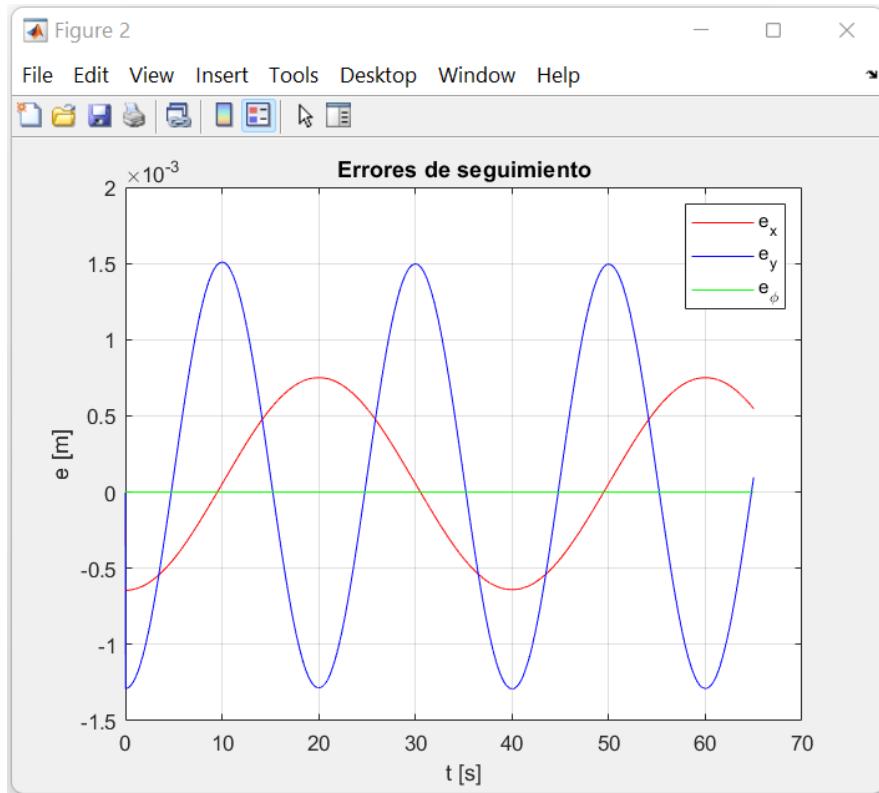 Figure 2
File Edit View Insert Tools Desktop Window Help
Errores de seguimiento
×10⁻³
2
1.5
1
0.5
0
-0.5
-1
-1.5
e [m]
0 10 20 30 40 50 60 70
t [s]
e_x
e_y
e_ϕ